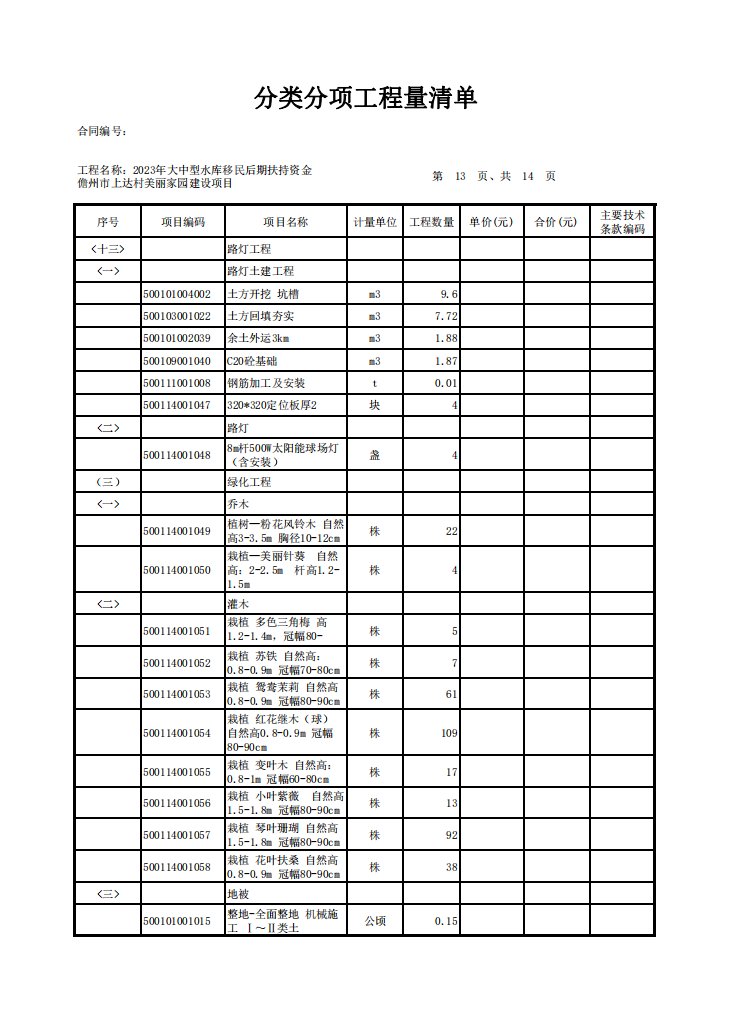 分类分项工程量清单
合同编号:
工程名称: 2023年大中型水库移民后期扶持资金
儋州市上达村美丽家园建设项目
第 13 页、共 14 页
序号 项目编码 项目名称 计量单位 工程数量 单价(元) 合价(元) 主要技术
条款编码
<十三> 路灯工程
<一> 路灯土建工程
500101004002 土方开挖 坑槽 m3 9.6
500103001022 土方回填夯实 m3 7.72
500101002039 余土外运3km m3 1.88
500109001040 C20砼基础 m3 1.87
500111001008 钢筋加工及安装 t 0.01
500114001047 320*320定位板厚2 块 4
<二> 路灯
500114001048 8m杆500W太阳能球场灯
（含安装） 盏 4
（三） 绿化工程
<一> 乔木
500114001049 植树—粉花风铃木 自然
高3-3.5m 胸径10-12cm 株 22
500114001050 栽植—美丽针葵 自然
高: 2-2.5m 杆高1.2-
1.5m 株 4
<二> 灌木
500114001051 栽植 多色三角梅 高
1.2-1.4m，冠幅80- 株 5
500114001052 栽植 苏铁 自然高:
0.8-0.9m 冠幅70-80cm 株 7
500114001053 栽植 鸳鸯茉莉 自然高
0.8-0.9m 冠幅80-90cm 株 61
500114001054 栽植 红花继木（球）
自然高0.8-0.9m 冠幅
80-90cm 株 109
500114001055 栽植 变叶木 自然高:
0.8-1m 冠幅60-80cm 株 17
500114001056 栽植 小叶紫薇 自然高
1.5-1.8m 冠幅80-90cm 株 13
500114001057 栽植 琴叶珊瑚 自然高
1.5-1.8m 冠幅80-90cm 株 92
500114001058 栽植 花叶扶桑 自然高
0.8-0.9m 冠幅80-90cm 株 38
<三> 地被
500101001015 整地-全面整地 机械施
工 Ⅰ～Ⅱ类土 公顷 0.15